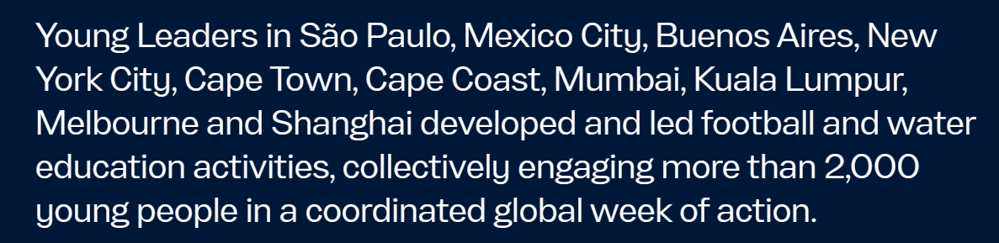 Young Leaders in São Paulo, Mexico City, Buenos Aires, New
York City, Cape Town, Cape Coast, Mumbai, Kuala Lumpur,
Melbourne and Shanghai developed and led football and water
education activities, collectively engaging more than 2,000
young people in a coordinated global week of action.